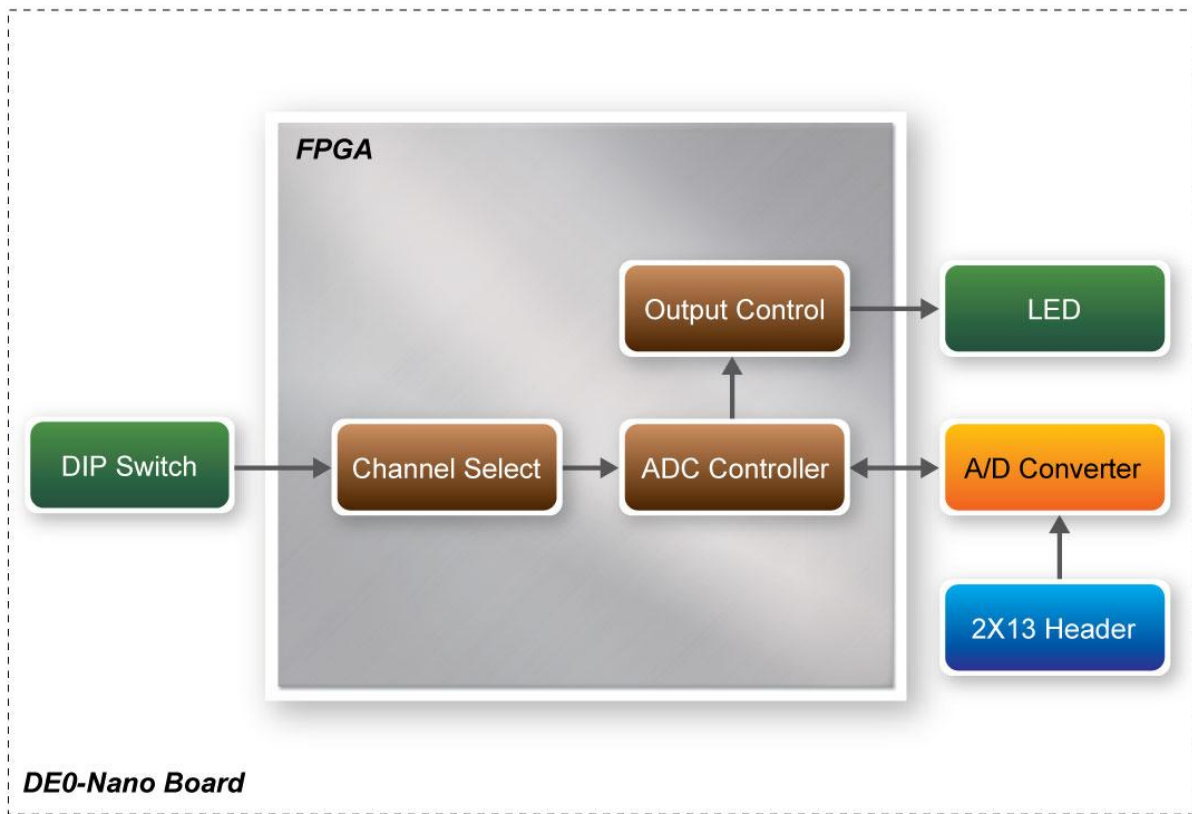 FPGA
Output Control
LED
DIP Switch
Channel Select
ADC Controller
A/D Converter
2X13 Header
DE0-Nano Board